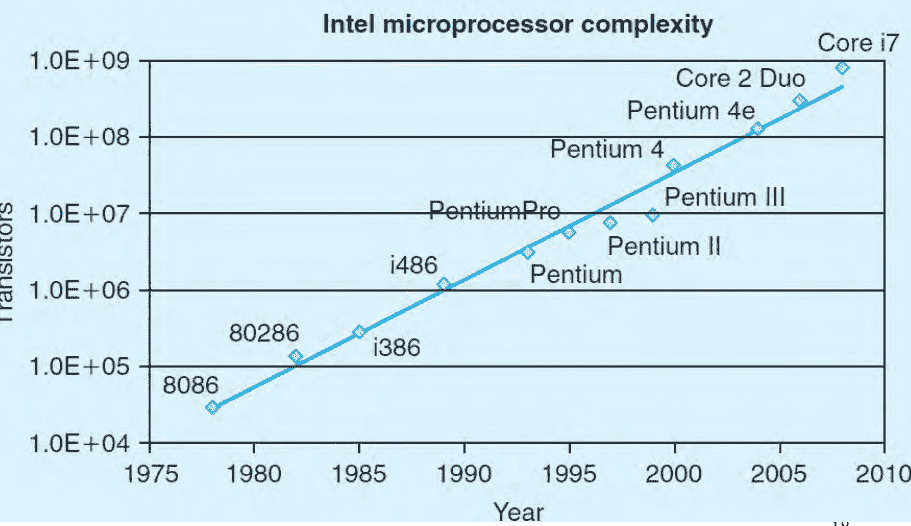 Intel microprocessor complexity
Core i7
1.0E+09
Core 2 Duo
Pentium 4e
1.0E+08
Pentium 4
Pentium III
1.0E+07
PentiumPro
Pentium II
i486
Pentium
1.0E+06
80286
i386
1.0E+05
8086
1.0E+04
Transistors
1975 1980 1985 1990 1995 2000 2005 2010
Year